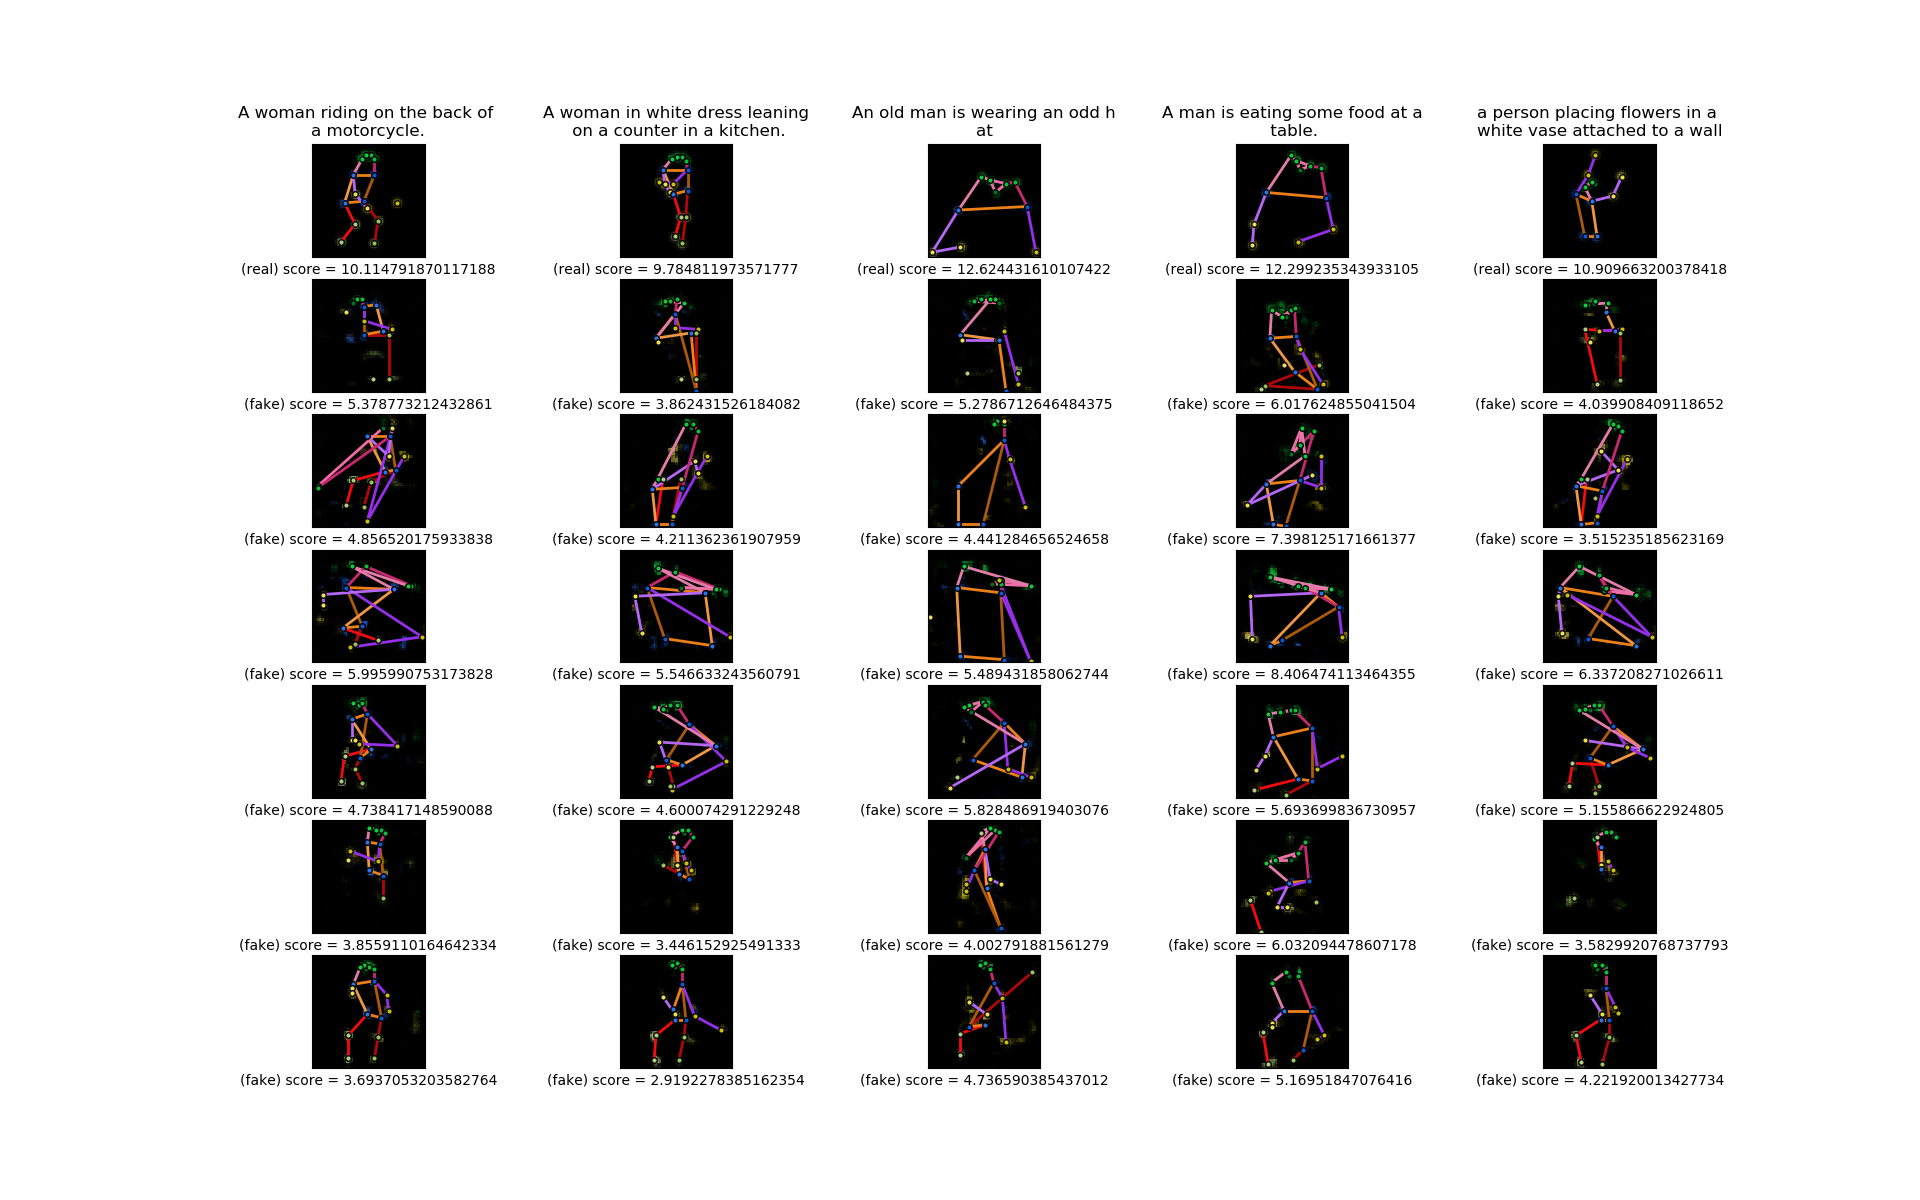 A woman riding on the back of
a motorcycle.
A woman in white dress leaning
on a counter in a kitchen.
An old man is wearing an odd h
at
A man is eating some food at a
table.
a person placing flowers in a
white vase attached to a wall
(real) score = 10.114791870117188
(real) score = 9.784811973571777
(real) score = 12.624431610107422
(real) score = 12.299235343933105
(real) score = 10.909663200378418
(fake) score = 5.378773212432861
(fake) score = 3.862431526184082
(fake) score = 5.2786712646484375
(fake) score = 6.017624855041504
(fake) score = 4.039908409118652
(fake) score = 4.856520175933838
(fake) score = 4.211362361907959
(fake) score = 4.441284656524658
(fake) score = 7.398125171661377
(fake) score = 3.515235185623169
(fake) score = 5.995990753173828
(fake) score = 5.546633243560791
(fake) score = 5.489431858062744
(fake) score = 8.406474113464355
(fake) score = 6.337208271026611
(fake) score = 4.738417148590088
(fake) score = 4.600074291229248
(fake) score = 5.828486919403076
(fake) score = 5.693699836730957
(fake) score = 5.155866622924805
(fake) score = 3.8559110164642334
(fake) score = 3.446152925491333
(fake) score = 4.002791881561279
(fake) score = 6.032094478607178
(fake) score = 3.5829920768737793
(fake) score = 3.6937053203582764
(fake) score = 2.9192278385162354
(fake) score = 4.736590385437012
(fake) score = 5.16951847076416
(fake) score = 4.221920013427734